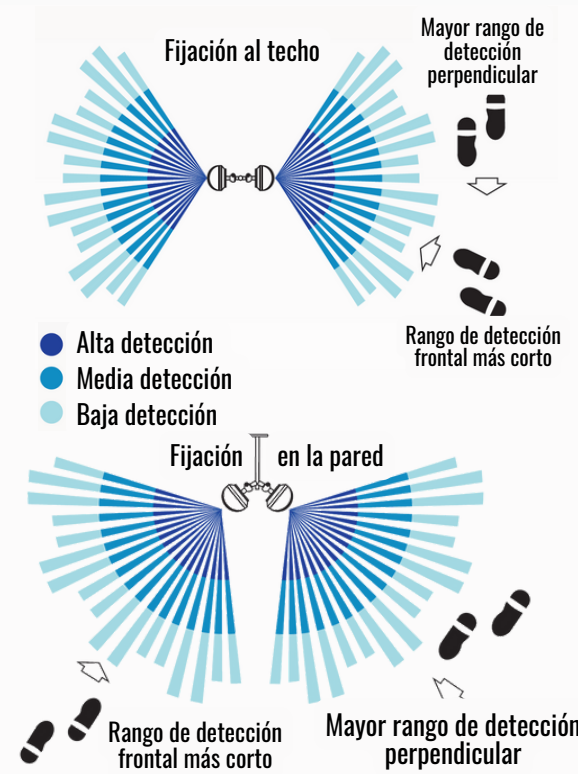 Fijación al techo
Mayor rango de
detección
perpendicular
Rango de detección
frontal más corto
Alta detección
Media detección
Baja detección
Fijación en la pared
Rango de detección
frontal más corto
Mayor rango de detección
perpendicular